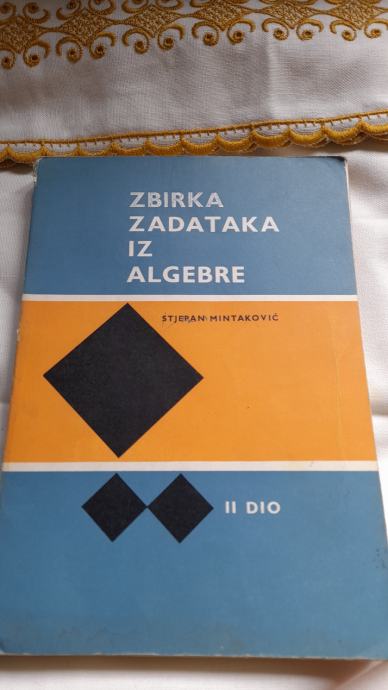 ZBIRKA
ZADATAKA
IZ
ALGEBRE
STJEPAN MINTAKOVIĆ
II DIO